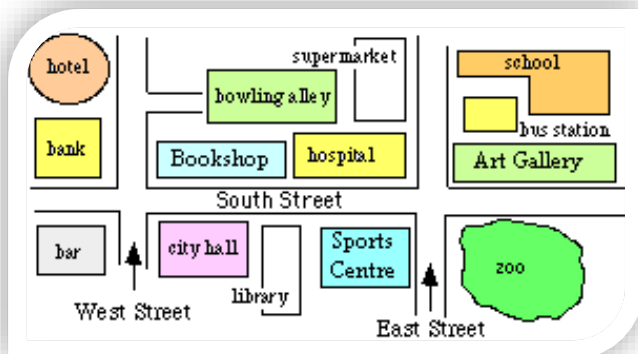 hotel
supermarket
school
bowling alley
bank
bus station
Bookshop
hospital
Art Gallery
South Street
bar
city hall
Sports
Centre
zoo
library
West Street
East Street